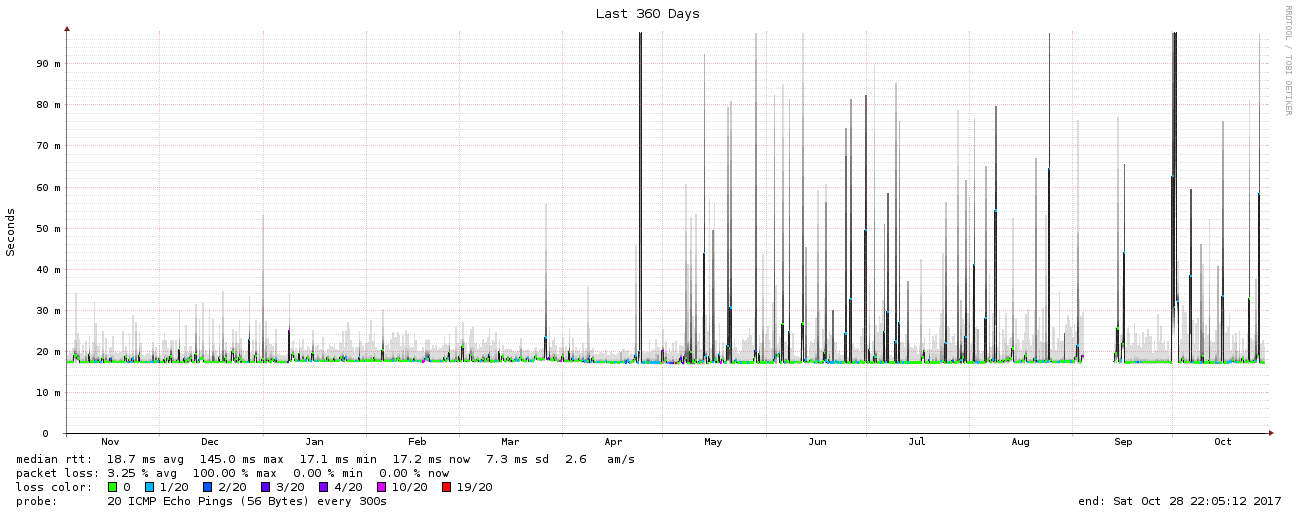 Last 360 Days
RRDTOOL / TOBI OETIKER
Seconds
90 m
80 m
70 m
60 m
50 m
40 m
30 m
20 m
10 m
0
Nov Dec Jan Feb Mar Apr May Jun Jul Aug Sep Oct
median rtt: 18.7 ms avg 145.0 ms max 17.1 ms min 17.2 ms now 7.3 ms sd 2.6 am/s
packet loss: 3.25 % avg 100.00 % max 0.00 % min 0.00 % now
loss color: 0 1/20 2/20 3/20 4/20 10/20 19/20
probe: 20 ICMP Echo Pings (56 Bytes) every 300s
end: Sat Oct 28 22:05:12 2017